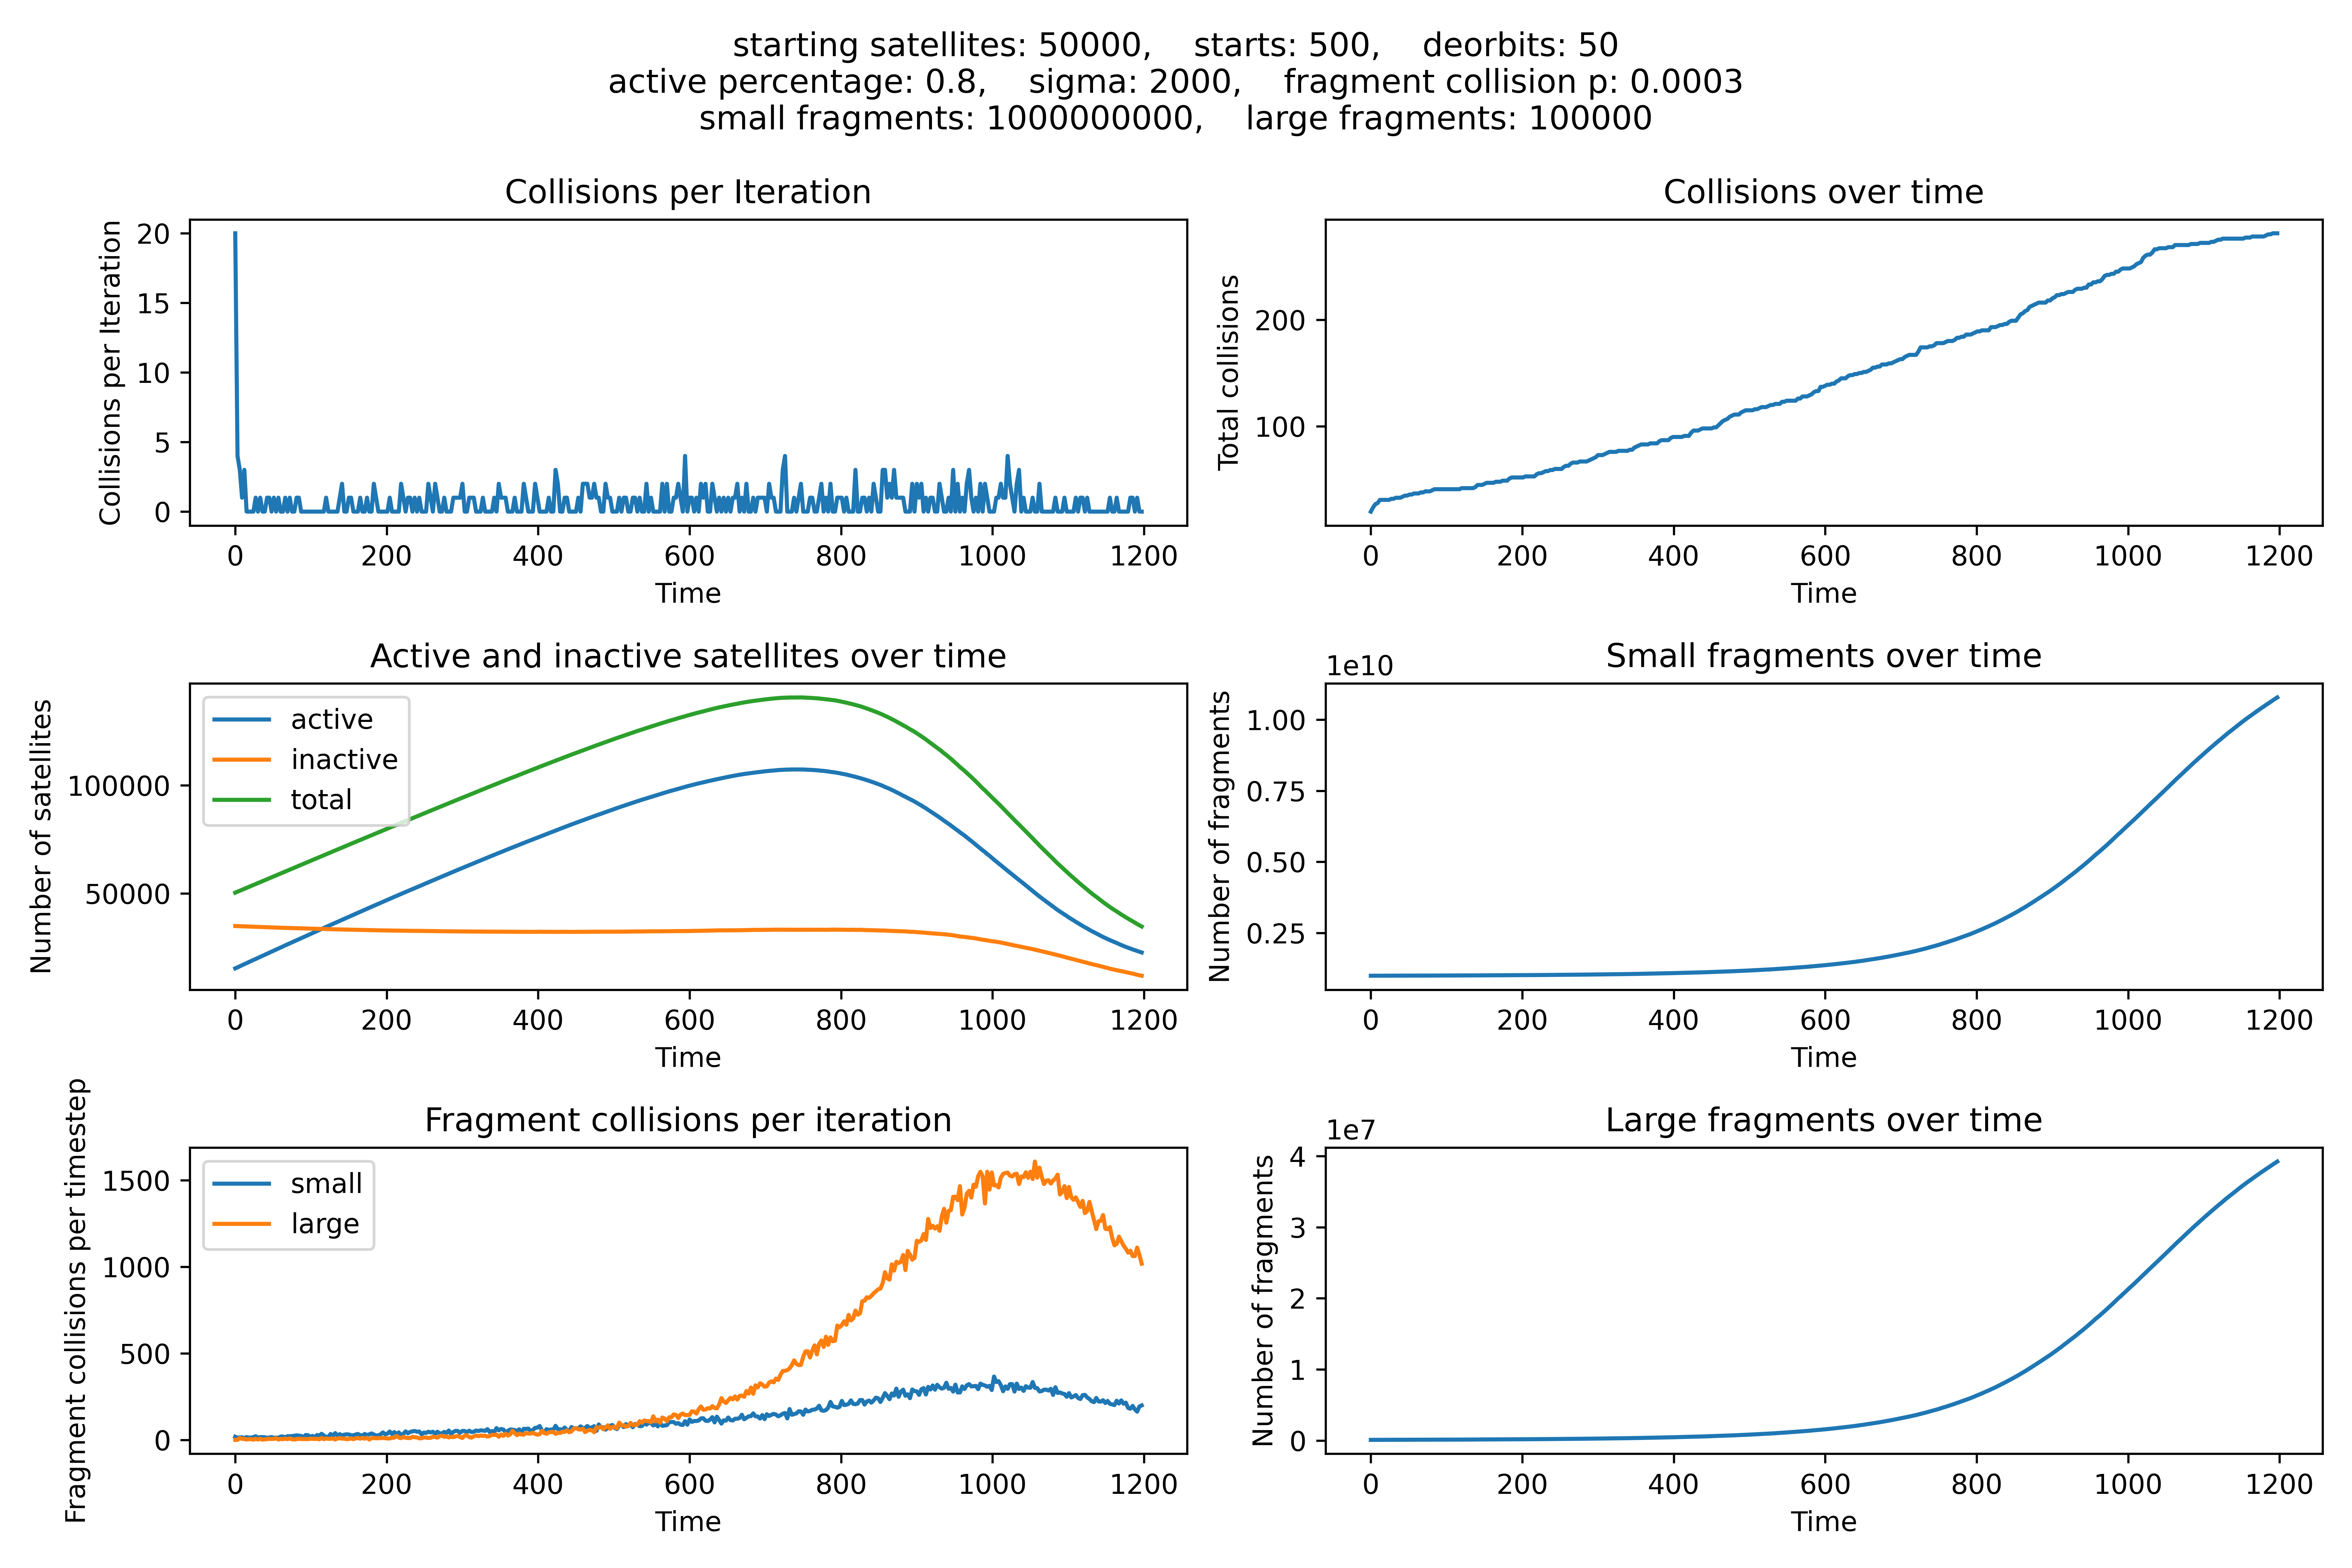 starting satellites: 50000,    starts: 500,    deorbits: 50
active percentage: 0.8,    sigma: 2000,    fragment collision p: 0.0003
small fragments: 1000000000,    large fragments: 100000
Collisions per Iteration
Collisions per Iteration
20
15
10
5
0
0 200 400 600 800 1000 1200
Time
Collisions over time
Total collisions
200
100
0 200 400 600 800 1000 1200
Time
Active and inactive satellites over time
Number of satellites
100000
50000
active
inactive
total
0 200 400 600 800 1000 1200
Time
Small fragments over time
1e10
Number of fragments
1.00
0.75
0.50
0.25
0 200 400 600 800 1000 1200
Time
Fragment collisions per iteration
Fragment collisions per timestep
1500
1000
500
0
small
large
0 200 400 600 800 1000 1200
Time
Large fragments over time
1e7
Number of fragments
4
3
2
1
0
0 200 400 600 800 1000 1200
Time